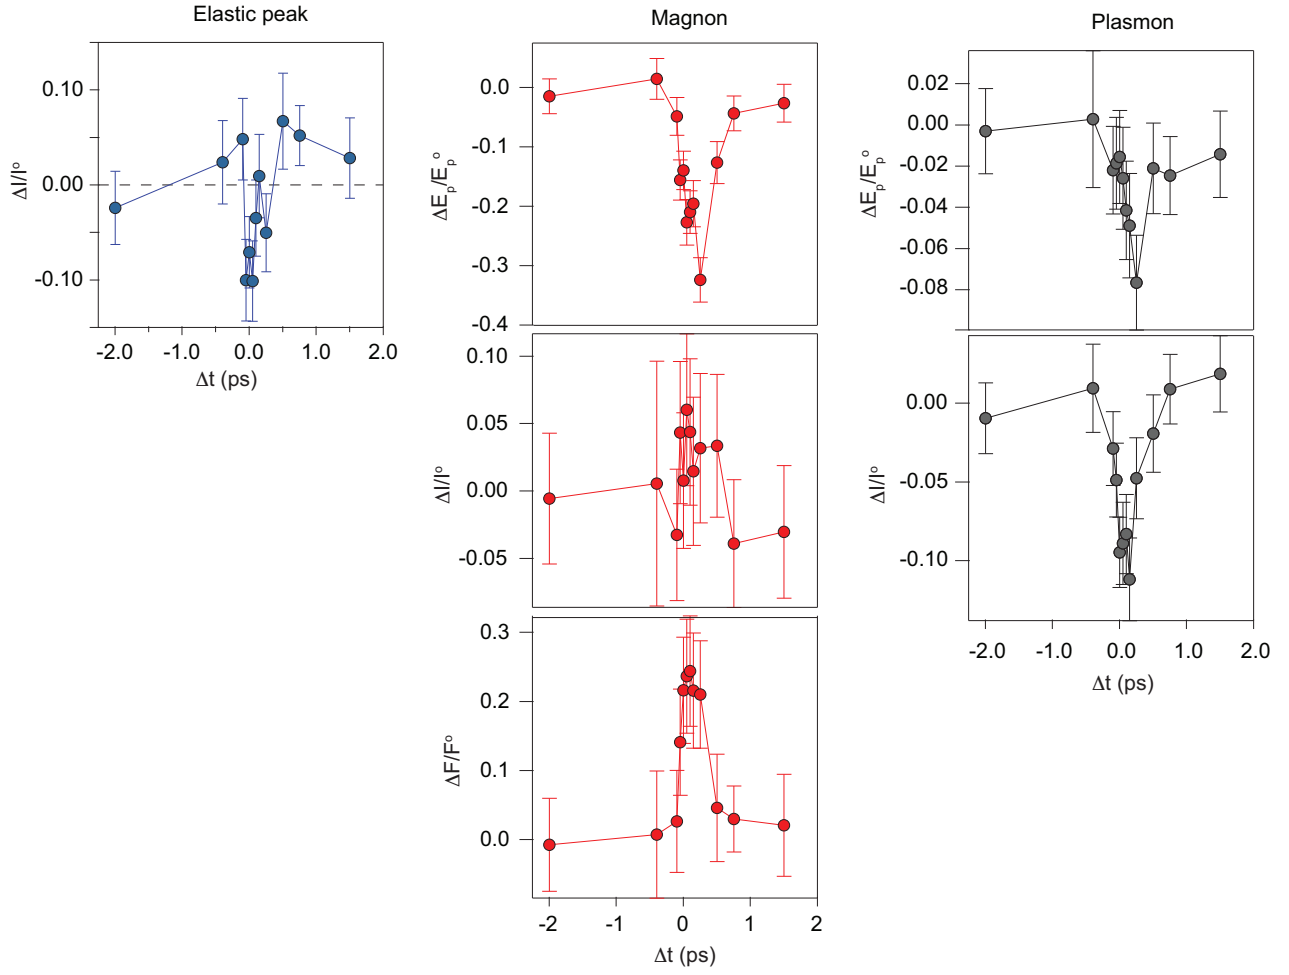 Elastic peak
0.10
0.00
-0.10
ΔI/I°
-2.0 -1.0 0.0 1.0 2.0
Δt (ps)
Magnon
0.0
-0.1
-0.2
-0.3
-0.4
ΔEp/Ep°
0.10
0.05
0.00
-0.05
ΔI/I°
0.3
0.2
0.1
0.0
ΔF/F°
-2 -1 0 1 2
Δt (ps)
Plasmon
0.02
0.00
-0.02
-0.04
-0.06
-0.08
ΔEp/Ep°
0.00
-0.05
-0.10
ΔI/I°
-2.0 -1.0 0.0 1.0 2.0
Δt (ps)